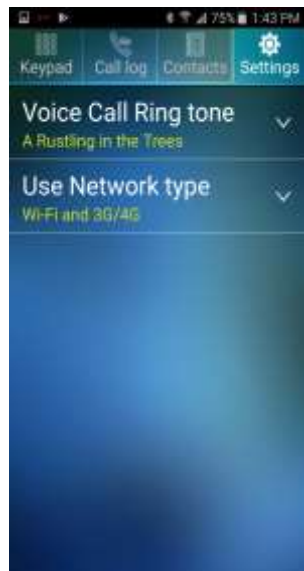 75% 1:43 PM
Keypad Call log Contacts Settings
Voice Call Ring tone
A Rustling in the Trees
Use Network type
Wi-Fi and 3G/4G